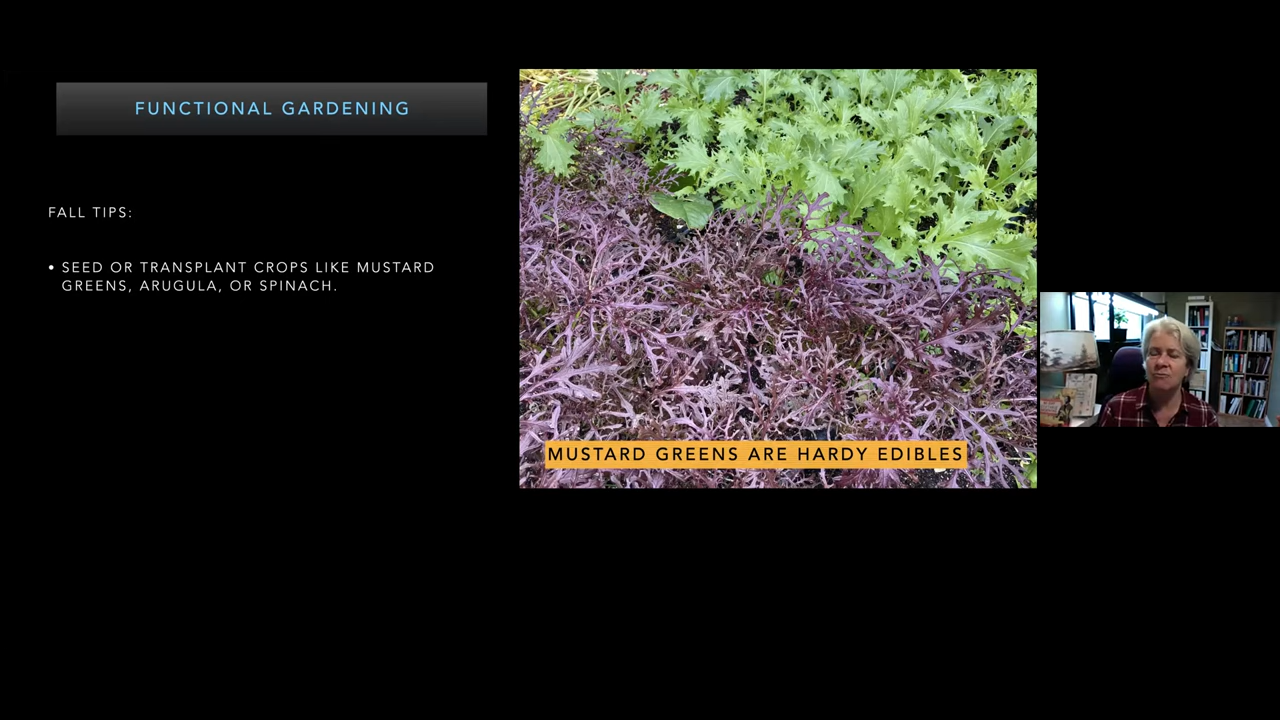 FUNCTIONAL GARDENING
FALL TIPS:
• SEED OR TRANSPLANT CROPS LIKE MUSTARD
GREENS, ARUGULA, OR SPINACH.
MUSTARD GREENS ARE HARDY EDIBLES